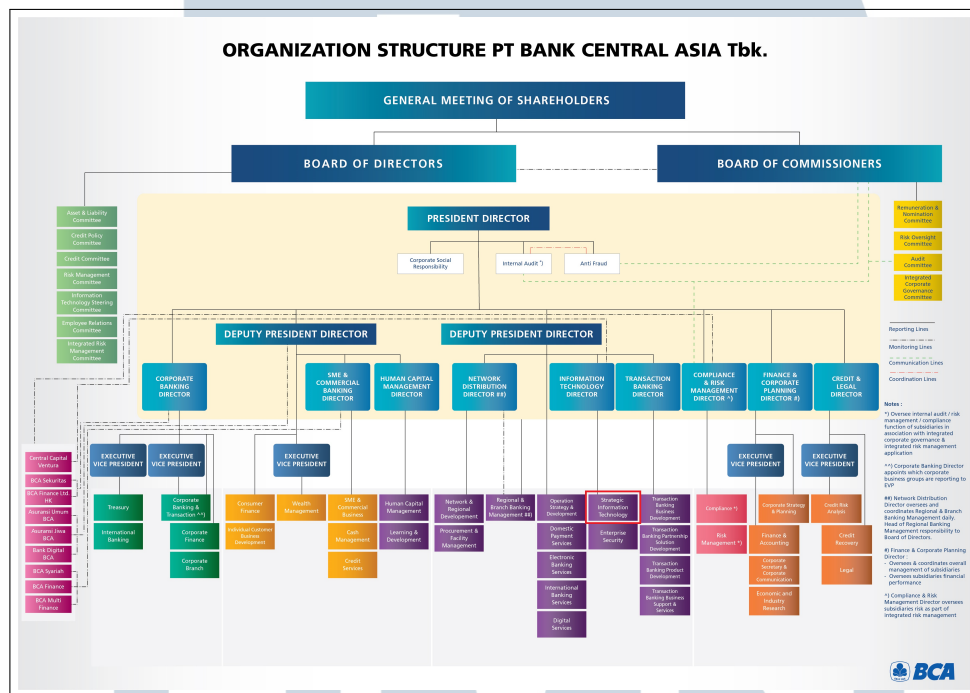 ORGANIZATION STRUCTURE PT BANK CENTRAL ASIA Tbk.
GENERAL MEETING OF SHAREHOLDERS
BOARD OF DIRECTORS
BOARD OF COMMISSIONERS
PRESIDENT DIRECTOR
Corporate Social
Responsibility
Internal Audit *)
Anti Fraud
Asset & Liability
Committee
Credit Policy
Committee
Credit Committee
Risk Management
Committee
Information
Technology Steering
Committee
Employee Relations
Committee
Integrated Risk
Management
Committee
Remuneration &
Nomination
Committee
Risk Oversight
Committee
Audit
Committee
Integrated
Corporate
Governance
Committee
Reporting Lines
Monitoring Lines
Communication Lines
Coordination Lines
DEPUTY PRESIDENT DIRECTOR
DEPUTY PRESIDENT DIRECTOR
CORPORATE
BANKING
DIRECTOR
SME &
COMMERCIAL
BANKING
DIRECTOR
HUMAN CAPITAL
MANAGEMENT
DIRECTOR
NETWORK
DISTRIBUTION
DIRECTOR ##)
INFORMATION
TECHNOLOGY
DIRECTOR
TRANSACTION
BANKING
DIRECTOR
COMPLIANCE
& RISK
MANAGEMENT
DIRECTOR ^)
FINANCE &
CORPORATE
PLANNING
DIRECTOR #)
CREDIT &
LEGAL
DIRECTOR
EXECUTIVE
VICE PRESIDENT
EXECUTIVE
VICE PRESIDENT
EXECUTIVE
VICE PRESIDENT
EXECUTIVE
VICE PRESIDENT
EXECUTIVE
VICE PRESIDENT
Central Capital
Ventura
BCA Sekuritas
BCA Finance Ltd.
HK
Asuransi Umum
BCA
Asuransi Jiwa
BCA
Bank Digital
BCA
BCA Syariah
BCA Finance
BCA Multi
Finance
Treasury
International
Banking
Corporate
Banking &
Transaction ^^)
Corporate
Finance
Corporate
Branch
Consumer
Finance
Individual Customer
Business
Development
Wealth
Management
SME &
Commercial
Business
Cash
Management
Credit
Services
Human Capital
Management
Learning &
Development
Network &
Regional
Developement
Procurement &
Facility
Management
Regional &
Branch Banking
Management ##)
Operation
Strategy &
Development
Domestic
Payment
Services
Electronic
Banking
Services
International
Banking
Services
Digital
Services
Strategic
Information
Technology
Enterprise
Security
Transaction
Banking
Business
Development
Transaction
Banking Partnership
Solution
Development
Transaction
Banking Product
Development
Transaction
Banking Business
Support &
Services
Compliance *)
Risk
Management *)
Corporate Strategy
& Planning
Finance &
Accounting
Corporate
Secretary &
Corporate
Communication
Economic and
Industry
Research
Credit Risk
Analysis
Credit
Recovery
Legal
Notes :
*) Oversee internal audit / risk
management / compliance
function of subsidiaries in
association with integrated
corporate governance &
integrated risk management
application
^^) Corporate Banking Director
appoints which corporate
business groups are reporting to
EVP
##) Network Distribution
Director oversees and
coordinates Regional & Branch
Banking Management daily.
Head of Regional Banking
Management responsibility to
Board of Directors.
#) Finance & Corporate Planning
Director :
- Oversees & coordinates overall
management of subsidiaries
- Oversees subsidiaries financial
performance
^) Compliance & Risk
Management Director oversees
subsidiaries risk as part of
integrated risk management
BCA